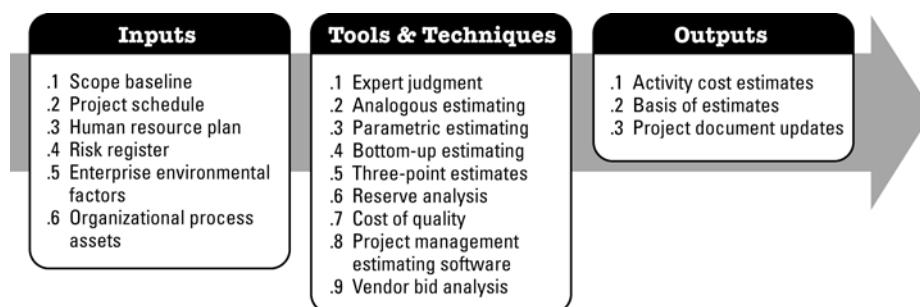 Inputs
.1 Scope baseline
.2 Project schedule
.3 Human resource plan
.4 Risk register
.5 Enterprise environmental
factors
.6 Organizational process
assets
Tools & Techniques
.1 Expert judgment
.2 Analogous estimating
.3 Parametric estimating
.4 Bottom-up estimating
.5 Three-point estimates
.6 Reserve analysis
.7 Cost of quality
.8 Project management
estimating software
.9 Vendor bid analysis
Outputs
.1 Activity cost estimates
.2 Basis of estimates
.3 Project document updates